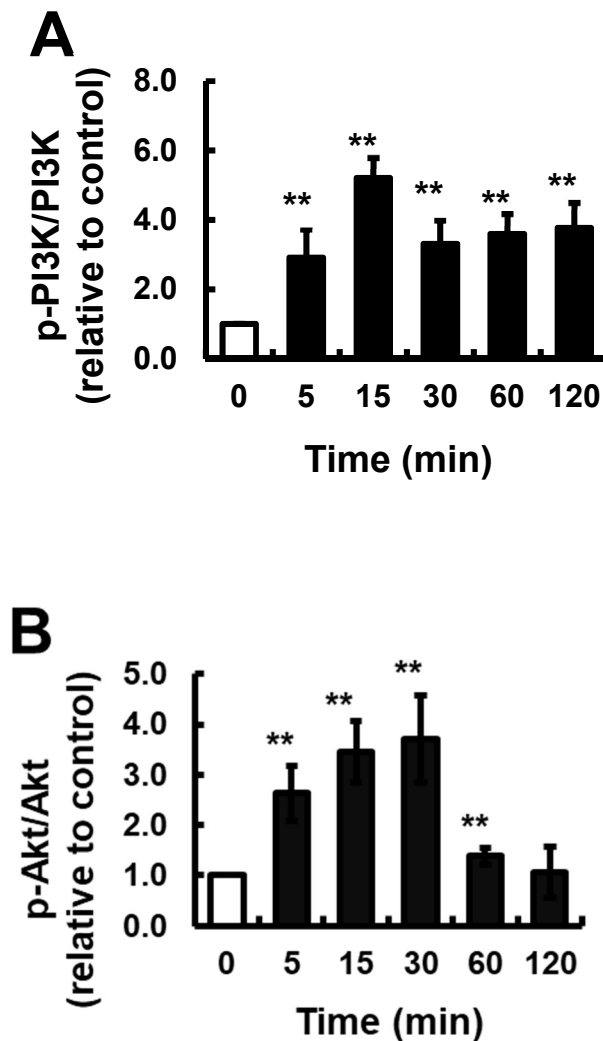 A
p-PI3K/PI3K
(relative to control)
8.0
6.0
4.0
2.0
0.0
**
**
**
**
**
0 5 15 30 60 120
Time (min)
B
p-Akt/Akt
(relative to control)
5.0
4.0
3.0
2.0
1.0
0.0
**
**
**
**
0 5 15 30 60 120
Time (min)